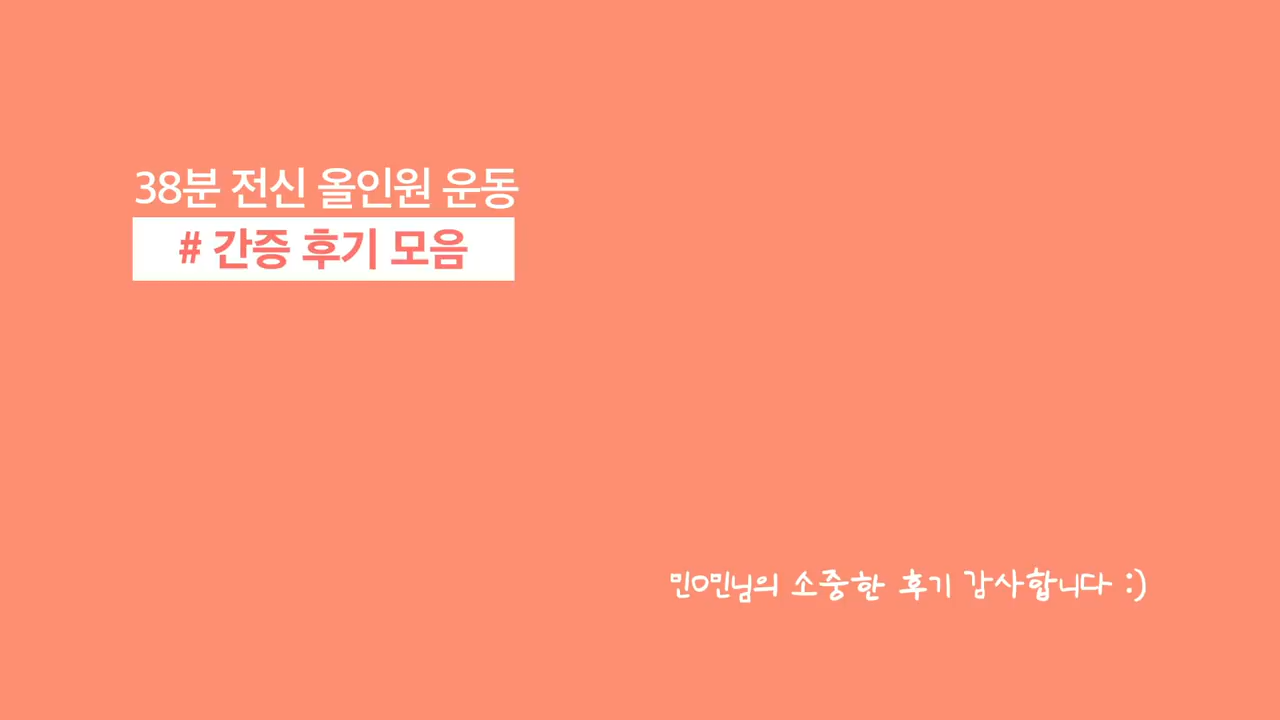 38분 전신 올인원 운동
# 간증 후기 모음
민O민님의 소중한 후기 감사합니다 :)